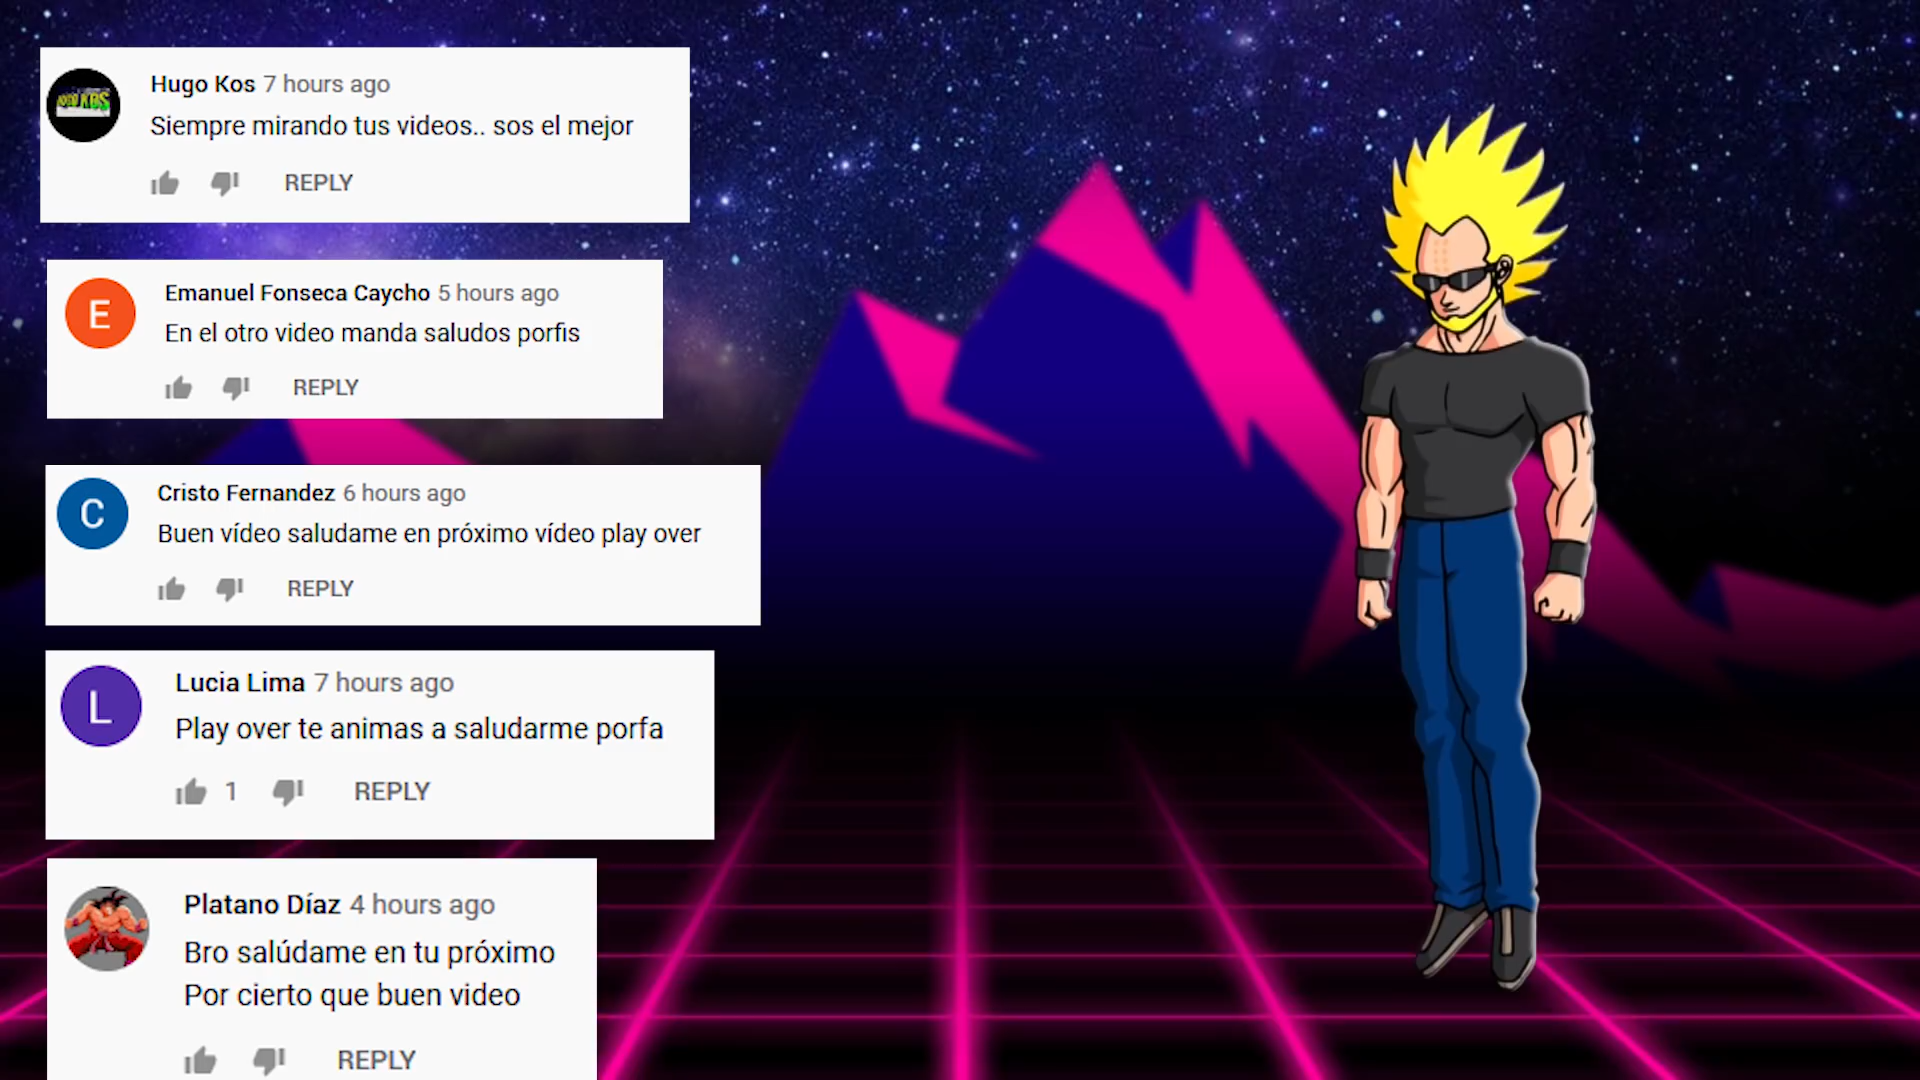 Hugo Kos 7 hours ago
Siempre mirando tus videos.. sos el mejor
REPLY
E
Emanuel Fonseca Caycho 5 hours ago
En el otro video manda saludos porfis
REPLY
C
Cristo Fernandez 6 hours ago
Buen vídeo saludame en próximo vídeo play over
REPLY
L
Lucia Lima 7 hours ago
Play over te animas a saludarme porfa
1 REPLY
Platano Díaz 4 hours ago
Bro salúdame en tu próximo
Por cierto que buen video
REPLY